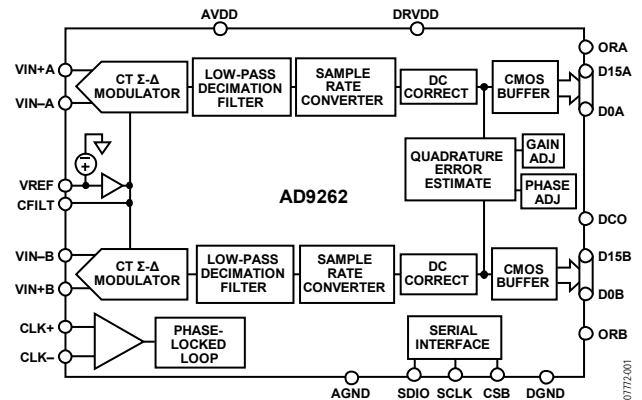 AVDD
DRVDD
ORA
VIN+A
VIN–A
CT Σ-Δ
MODULATOR
LOW-PASS
DECIMATION
FILTER
SAMPLE
RATE
CONVERTER
DC
CORRECT
CMOS
BUFFER
D15A
D0A
QUADRATURE
ERROR
ESTIMATE
GAIN
ADJ
PHASE
ADJ
VREF
CFILT
AD9262
DCO
VIN–B
VIN+B
CT Σ-Δ
MODULATOR
LOW-PASS
DECIMATION
FILTER
SAMPLE
RATE
CONVERTER
DC
CORRECT
CMOS
BUFFER
D15B
D0B
CLK+
CLK–
PHASE-
LOCKED
LOOP
SERIAL
INTERFACE
ORB
AGND
SDIO
SCLK
CSB
DGND
07772-001